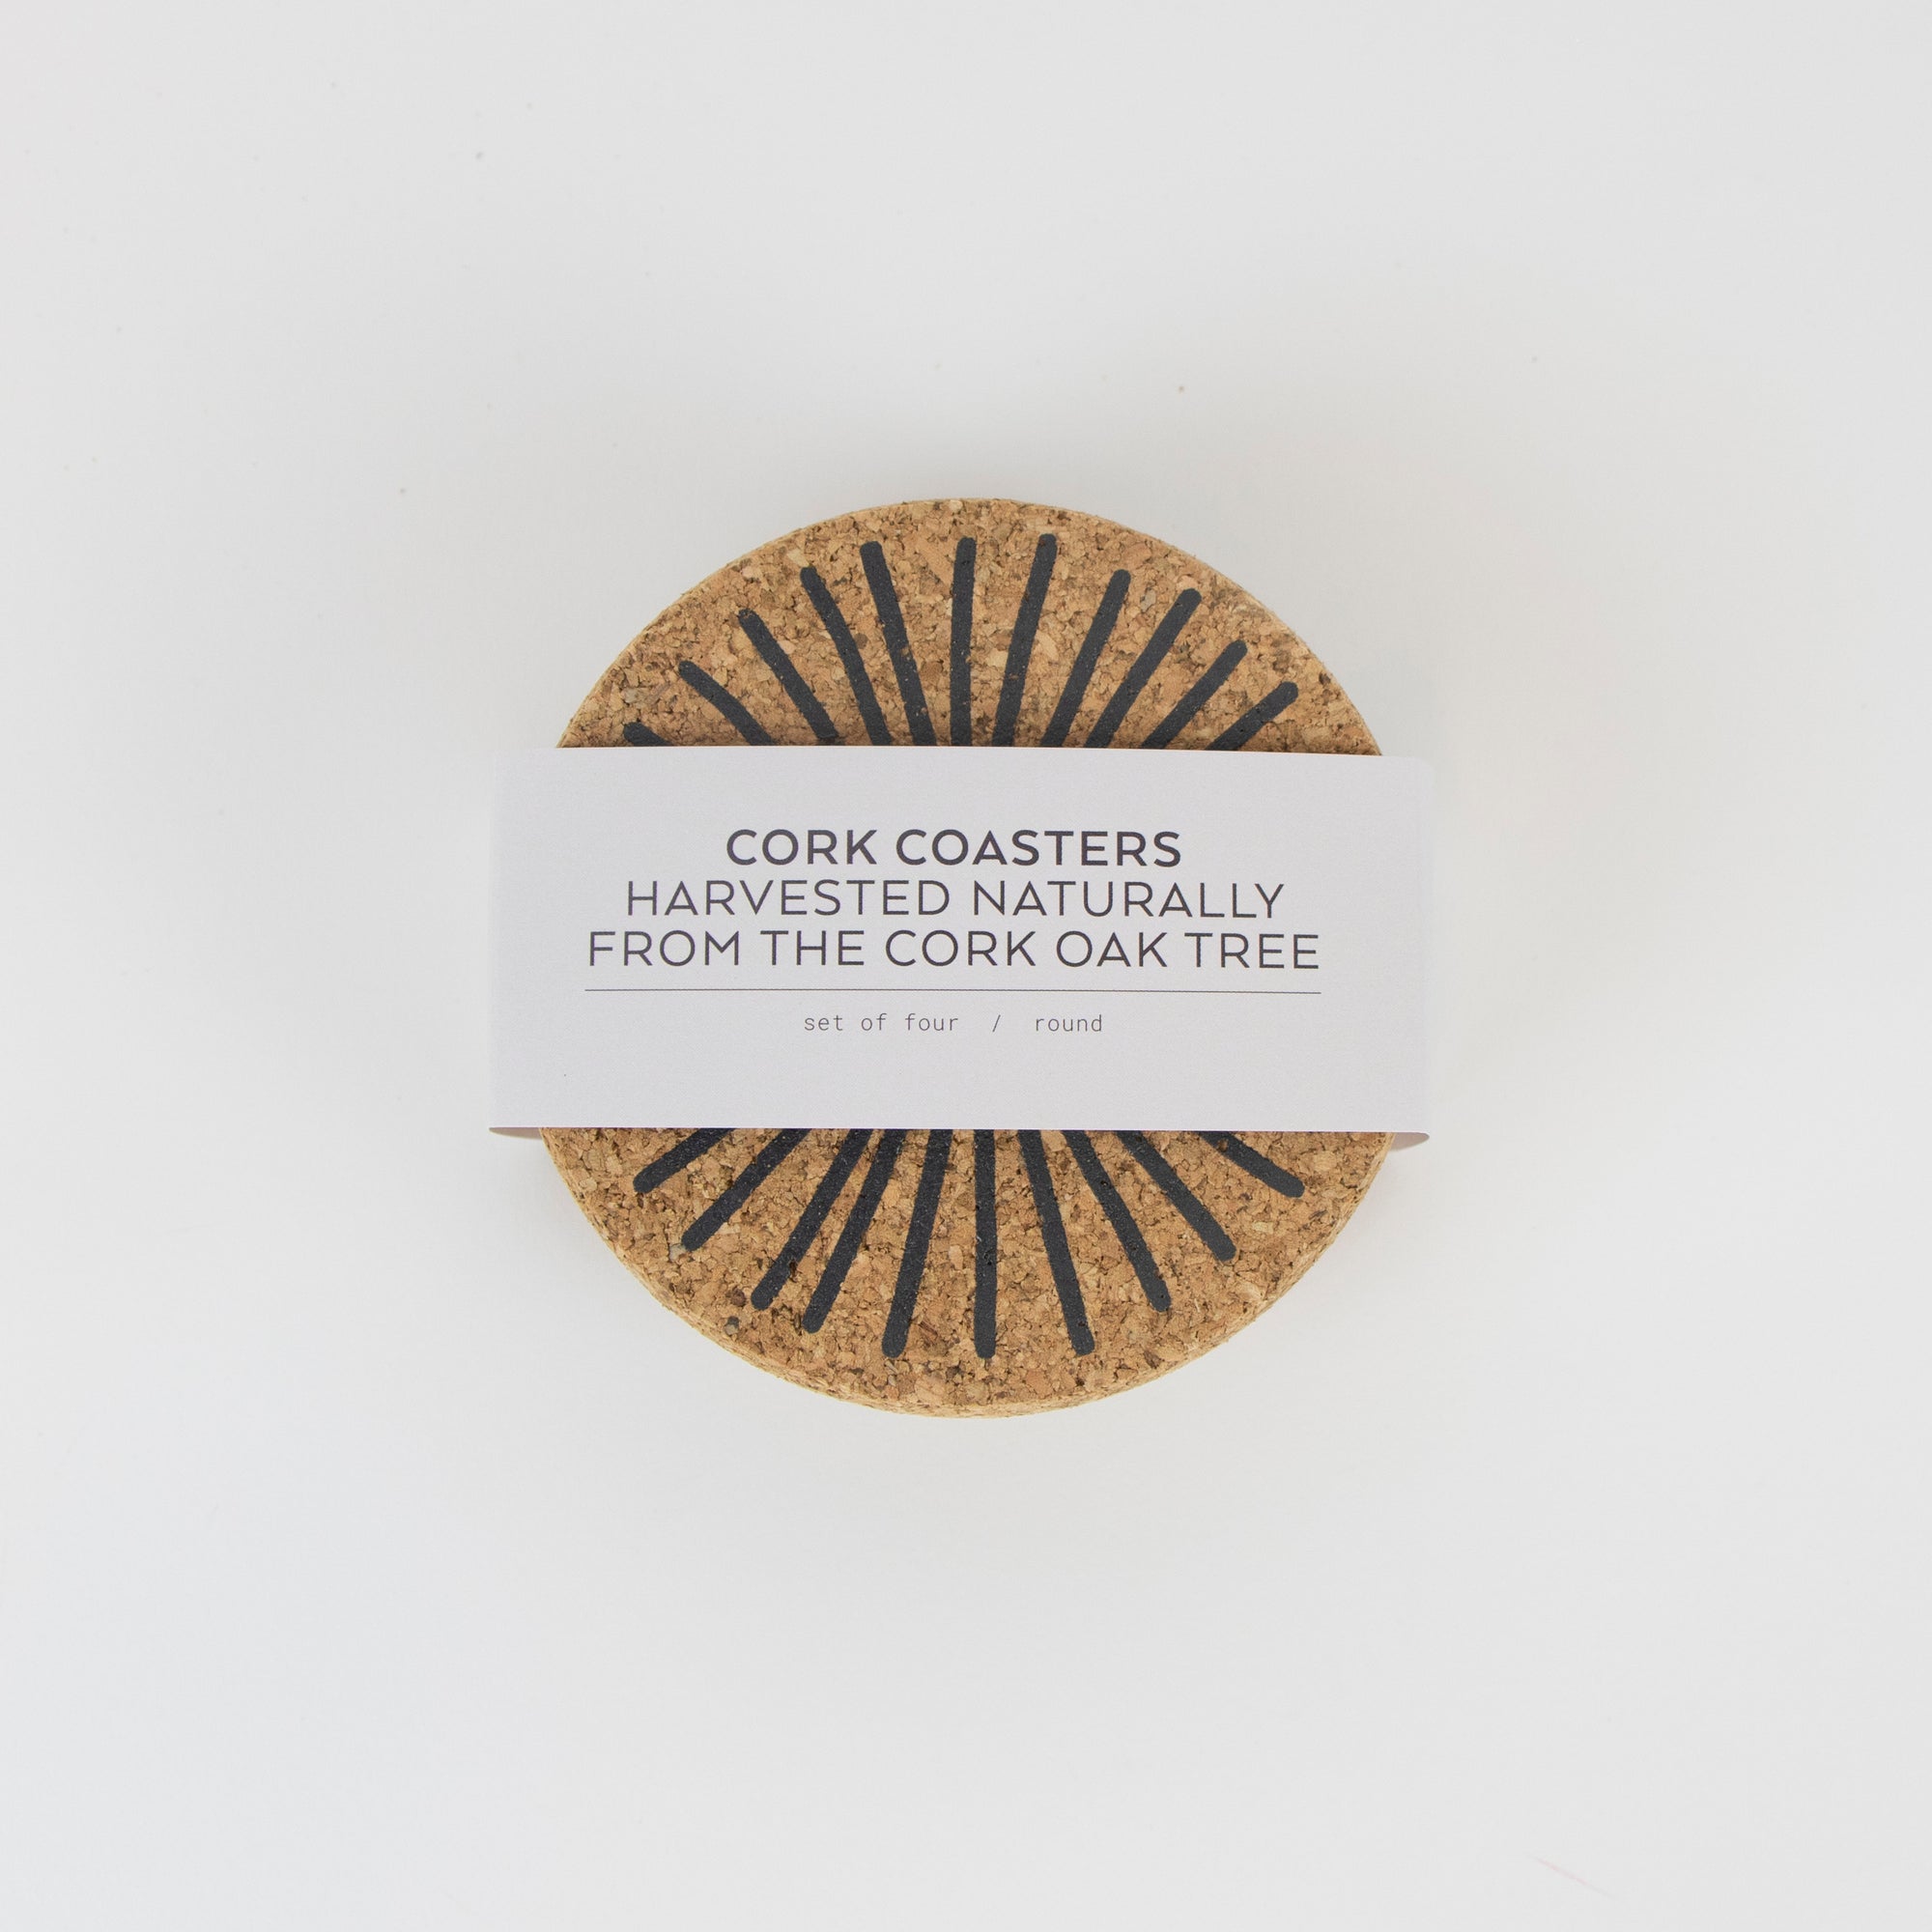 CORK COASTERS
HARVESTED NATURALLY
FROM THE CORK OAK TREE
set of four / round